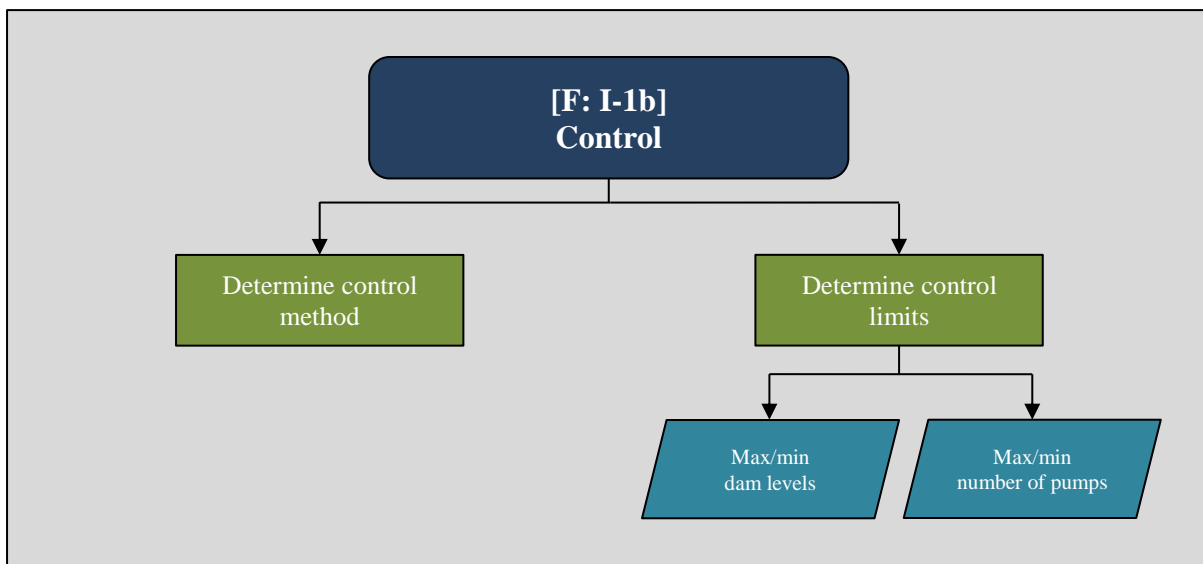 [F: I-1b]
Control
Determine control
method
Determine control
limits
Max/min
dam levels
Max/min
number of pumps